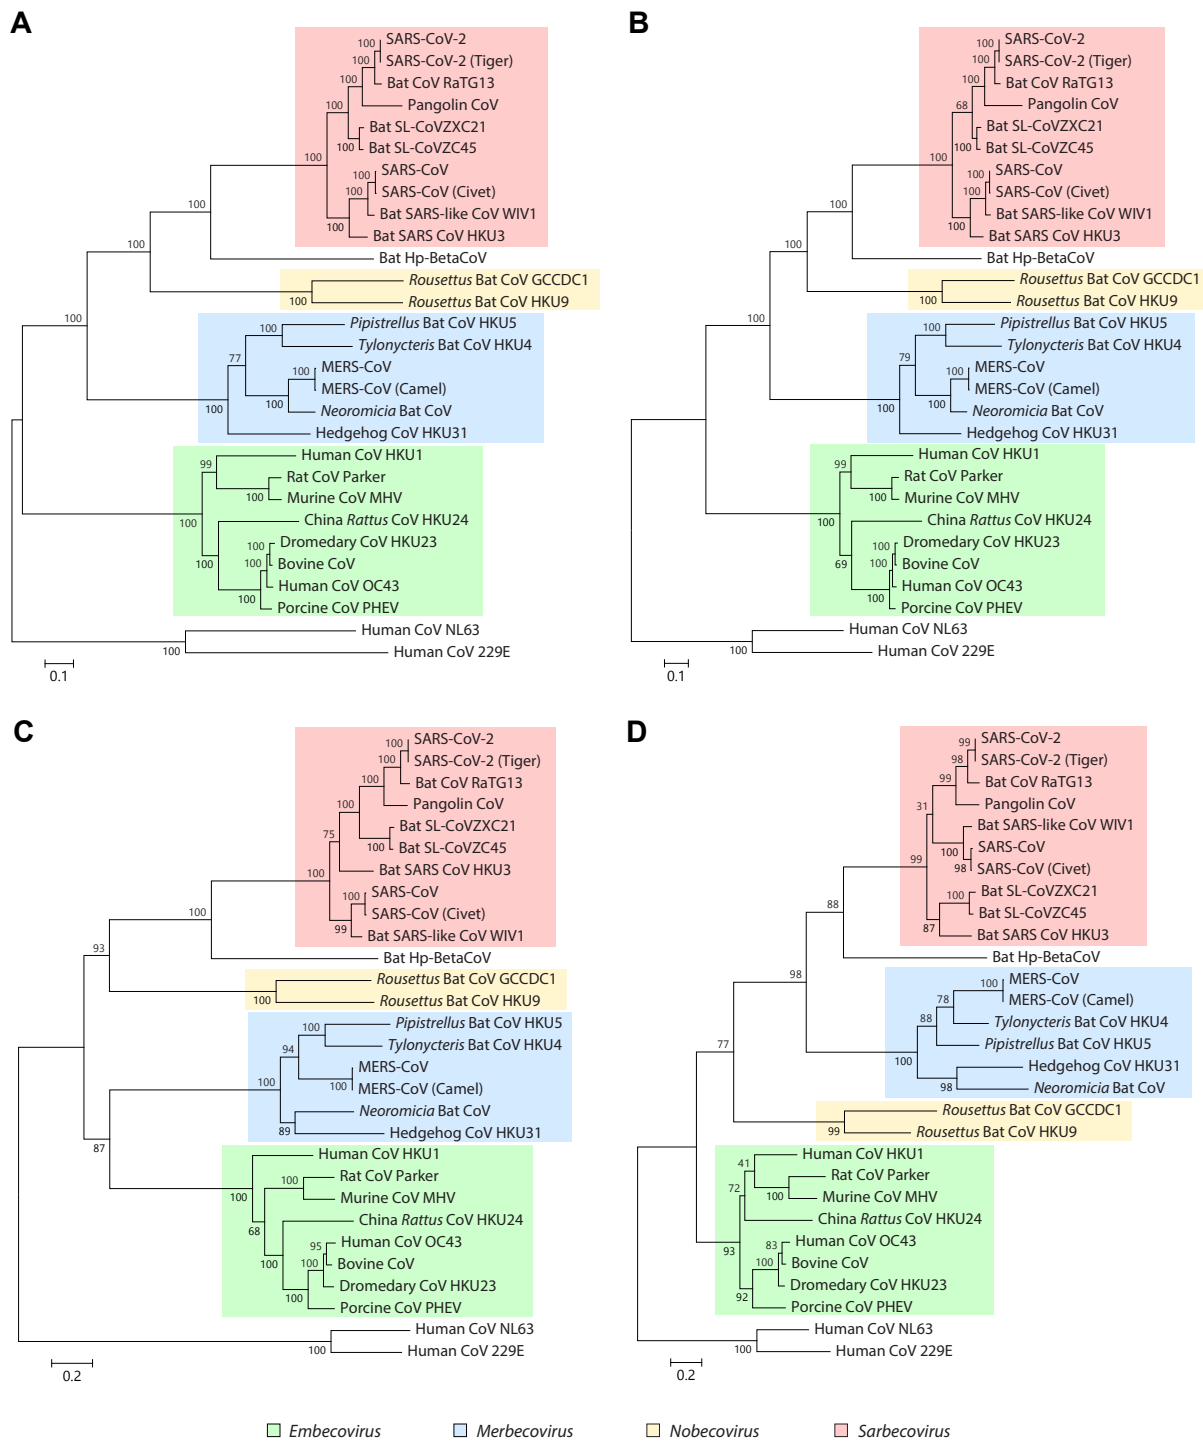 A
100 SARS-CoV-2
100 SARS-CoV-2 (Tiger)
100 Bat CoV RaTG13
100 Pangolin CoV
Bat SL-CoVZXC21
100 Bat SL-CoVZC45
100
100 SARS-CoV
100 SARS-CoV (Civet)
Bat SARS-like CoV WIV1
100 Bat SARS CoV HKU3
100
Bat Hp-BetaCoV
100
Rousettus Bat CoV GCCDC1
100 Rousettus Bat CoV HKU9
100
100 Pipistrellus Bat CoV HKU5
Tylonycteris Bat CoV HKU4
77
100 MERS-CoV
MERS-CoV (Camel)
100 Neoromicia Bat CoV
100 Hedgehog CoV HKU31
99 Human CoV HKU1
Rat CoV Parker
100 Murine CoV MHV
100
China Rattus CoV HKU24
100
100 Dromedary CoV HKU23
100 Bovine CoV
Human CoV OC43
100 Porcine CoV PHEV
Human CoV NL63
100 Human CoV 229E
0.1
B
100 SARS-CoV-2
100 SARS-CoV-2 (Tiger)
100 Bat CoV RaTG13
68 Pangolin CoV
Bat SL-CoVZXC21
100 Bat SL-CoVZC45
100
100 SARS-CoV
100 SARS-CoV (Civet)
Bat SARS-like CoV WIV1
100 Bat SARS CoV HKU3
100
Bat Hp-BetaCoV
100
Rousettus Bat CoV GCCDC1
100 Rousettus Bat CoV HKU9
100
100 Pipistrellus Bat CoV HKU5
Tylonycteris Bat CoV HKU4
79
100 MERS-CoV
MERS-CoV (Camel)
100 Neoromicia Bat CoV
100 Hedgehog CoV HKU31
99 Human CoV HKU1
Rat CoV Parker
100 Murine CoV MHV
100
China Rattus CoV HKU24
69
100 Dromedary CoV HKU23
100 Bovine CoV
Human CoV OC43
100 Porcine CoV PHEV
Human CoV NL63
100 Human CoV 229E
0.1
C
100 SARS-CoV-2
100 SARS-CoV-2 (Tiger)
100 Bat CoV RaTG13
100 Pangolin CoV
Bat SL-CoVZXC21
100 Bat SL-CoVZC45
75
Bat SARS CoV HKU3
100
100 SARS-CoV
SARS-CoV (Civet)
99 Bat SARS-like CoV WIV1
100
Bat Hp-BetaCoV
93
Rousettus Bat CoV GCCDC1
100 Rousettus Bat CoV HKU9
100 Pipistrellus Bat CoV HKU5
Tylonycteris Bat CoV HKU4
94
MERS-CoV
100 MERS-CoV (Camel)
100
Neoromicia Bat CoV
89 Hedgehog CoV HKU31
87
Human CoV HKU1
100
100 Rat CoV Parker
Murine CoV MHV
68
China Rattus CoV HKU24
100
95 Human CoV OC43
100 Bovine CoV
Dromedary CoV HKU23
100 Porcine CoV PHEV
Human CoV NL63
100 Human CoV 229E
0.2
D
99 SARS-CoV-2
98 SARS-CoV-2 (Tiger)
99 Bat CoV RaTG13
Pangolin CoV
31
Bat SARS-like CoV WIV1
100 SARS-CoV
98 SARS-CoV (Civet)
99
100 Bat SL-CoVZXC21
Bat SL-CoVZC45
87 Bat SARS CoV HKU3
88
Bat Hp-BetaCoV
98
100 MERS-CoV
78 MERS-CoV (Camel)
88 Tylonycteris Bat CoV HKU4
Pipistrellus Bat CoV HKU5
100
Hedgehog CoV HKU31
98 Neoromicia Bat CoV
77
Rousettus Bat CoV GCCDC1
99 Rousettus Bat CoV HKU9
41 Human CoV HKU1
Rat CoV Parker
100 Murine CoV MHV
72
China Rattus CoV HKU24
93
83 Human CoV OC43
100 Bovine CoV
Dromedary CoV HKU23
92 Porcine CoV PHEV
Human CoV NL63
100 Human CoV 229E
0.2
Embecovirus Merbecovirus Nobecovirus Sarbecovirus